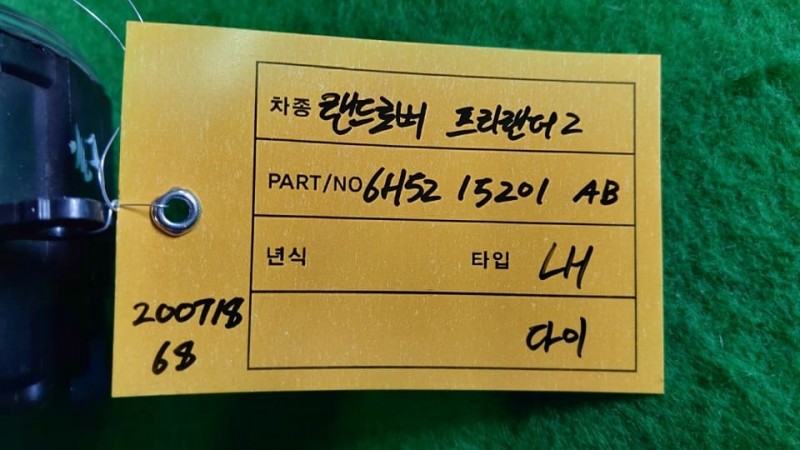 차종 랜드로버 프리랜더2
PART/NO 6H52 15201 AB
년식 타입 LH
다이
200718
68